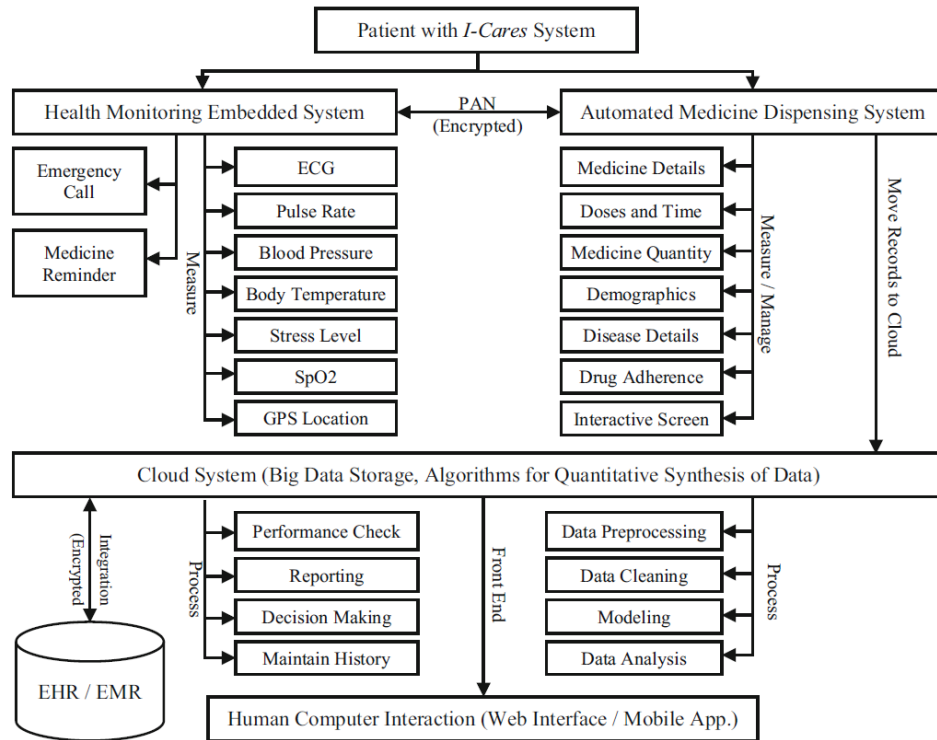 Patient with I-Cares System
Health Monitoring Embedded System
PAN
(Encrypted)
Automated Medicine Dispensing System
Emergency
Call
Medicine
Reminder
Measure
ECG
Pulse Rate
Blood Pressure
Body Temperature
Stress Level
SpO2
GPS Location
Medicine Details
Doses and Time
Medicine Quantity
Demographics
Disease Details
Drug Adherence
Interactive Screen
Measure / Manage
Move Records to Cloud
Cloud System (Big Data Storage, Algorithms for Quantitative Synthesis of Data)
Integration
(Encrypted)
EHR / EMR
Process
Performance Check
Reporting
Decision Making
Maintain History
Front End
Data Preprocessing
Data Cleaning
Modeling
Data Analysis
Process
Human Computer Interaction (Web Interface / Mobile App.)